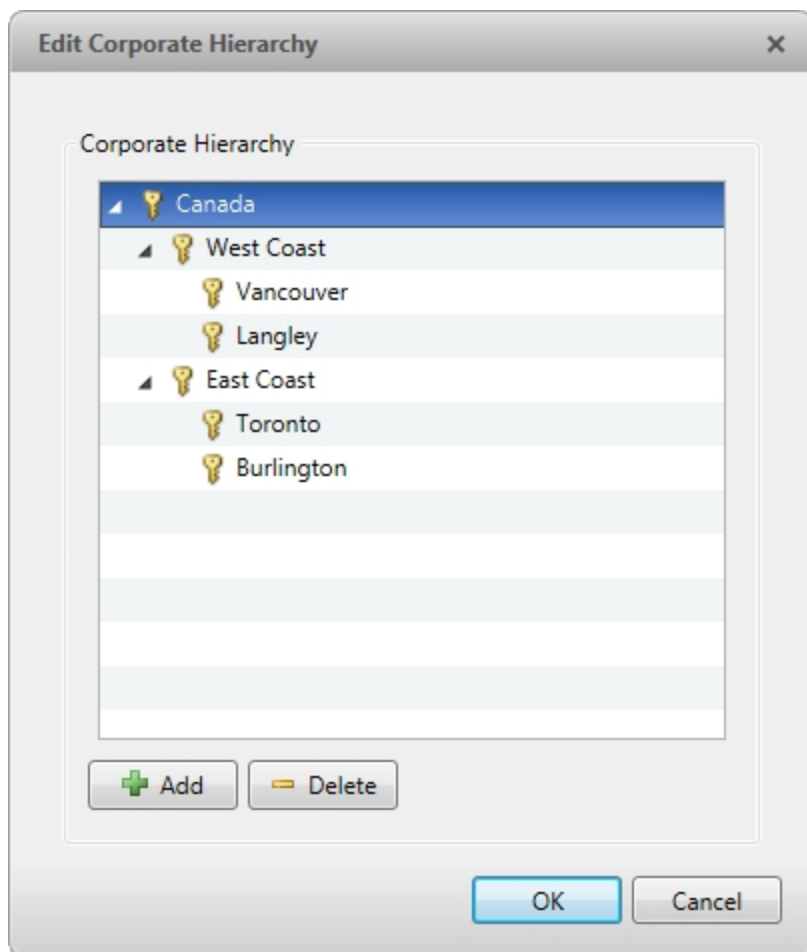 Edit Corporate Hierarchy
Corporate Hierarchy
Canada
West Coast
Vancouver
Langley
East Coast
Toronto
Burlington
Add Delete
OK Cancel